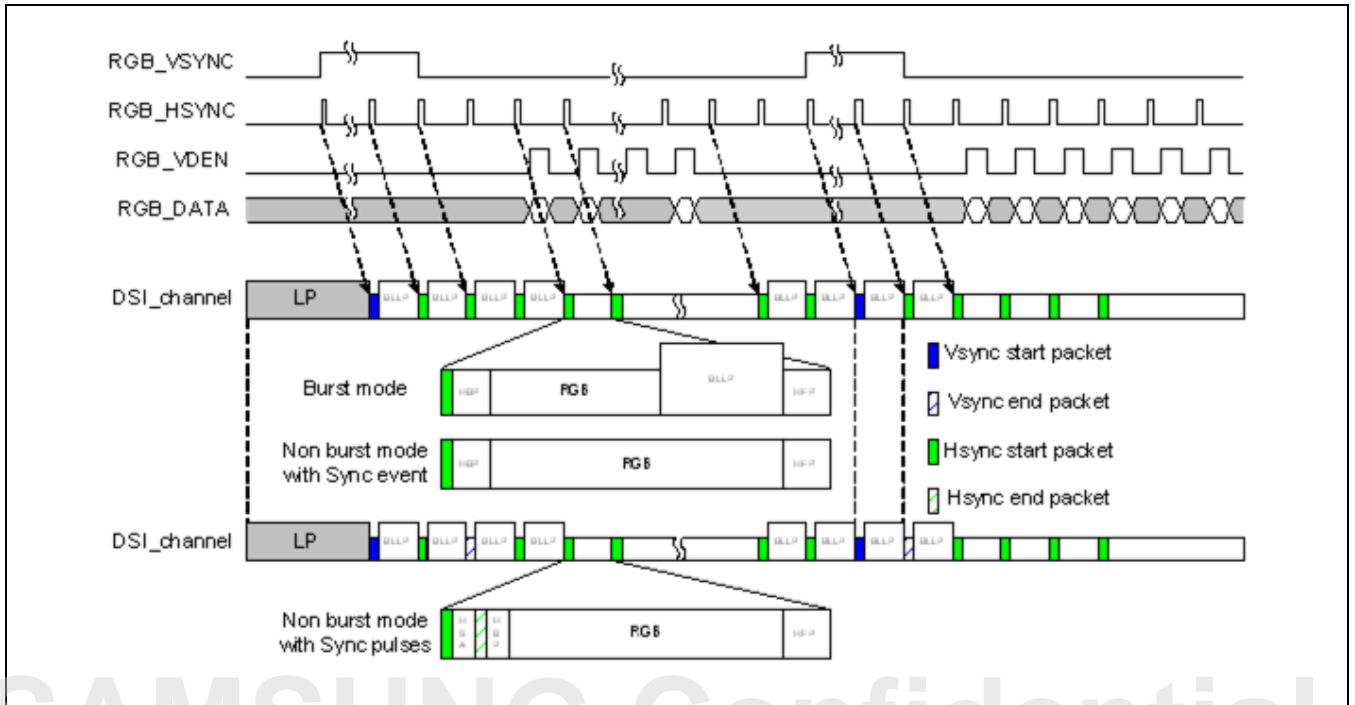 RGB_VSYNC
RGB_HSYNC
RGB_VDEN
RGB_DATA
DSI_channel
LP
BLLP
BLLP
BLLP
BLLP
BLLP
BLLP
BLLP
BLLP
Vsync start packet
Burst mode
HBP
RGB
BLLP
HFP
Vsync end packet
Non burst mode
with Sync event
HBP
RGB
HFP
Hsync start packet
Hsync end packet
DSI_channel
LP
BLLP
BLLP
BLLP
BLLP
BLLP
BLLP
BLLP
BLLP
Non burst mode
with Sync pulses
HSA
HBP
RGB
HFP
SAMSUNG Confidential